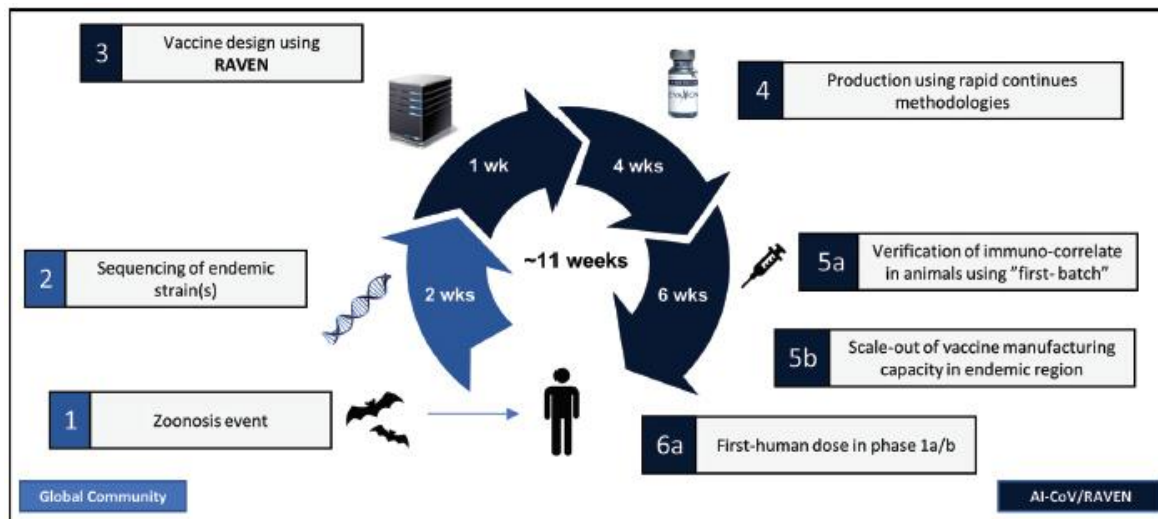 3
Vaccine design using
RAVEN
4
Production using rapid continues
methodologies
1 wk
4 wks
2
Sequencing of endemic
strain(s)
2 wks
~11 weeks
6 wks
5a
Verification of immuno-correlate
in animals using "first- batch"
5b
Scale-out of vaccine manufacturing
capacity in endemic region
1
Zoonosis event
6a
First-human dose in phase 1a/b
Global Community
AI-CoV/RAVEN